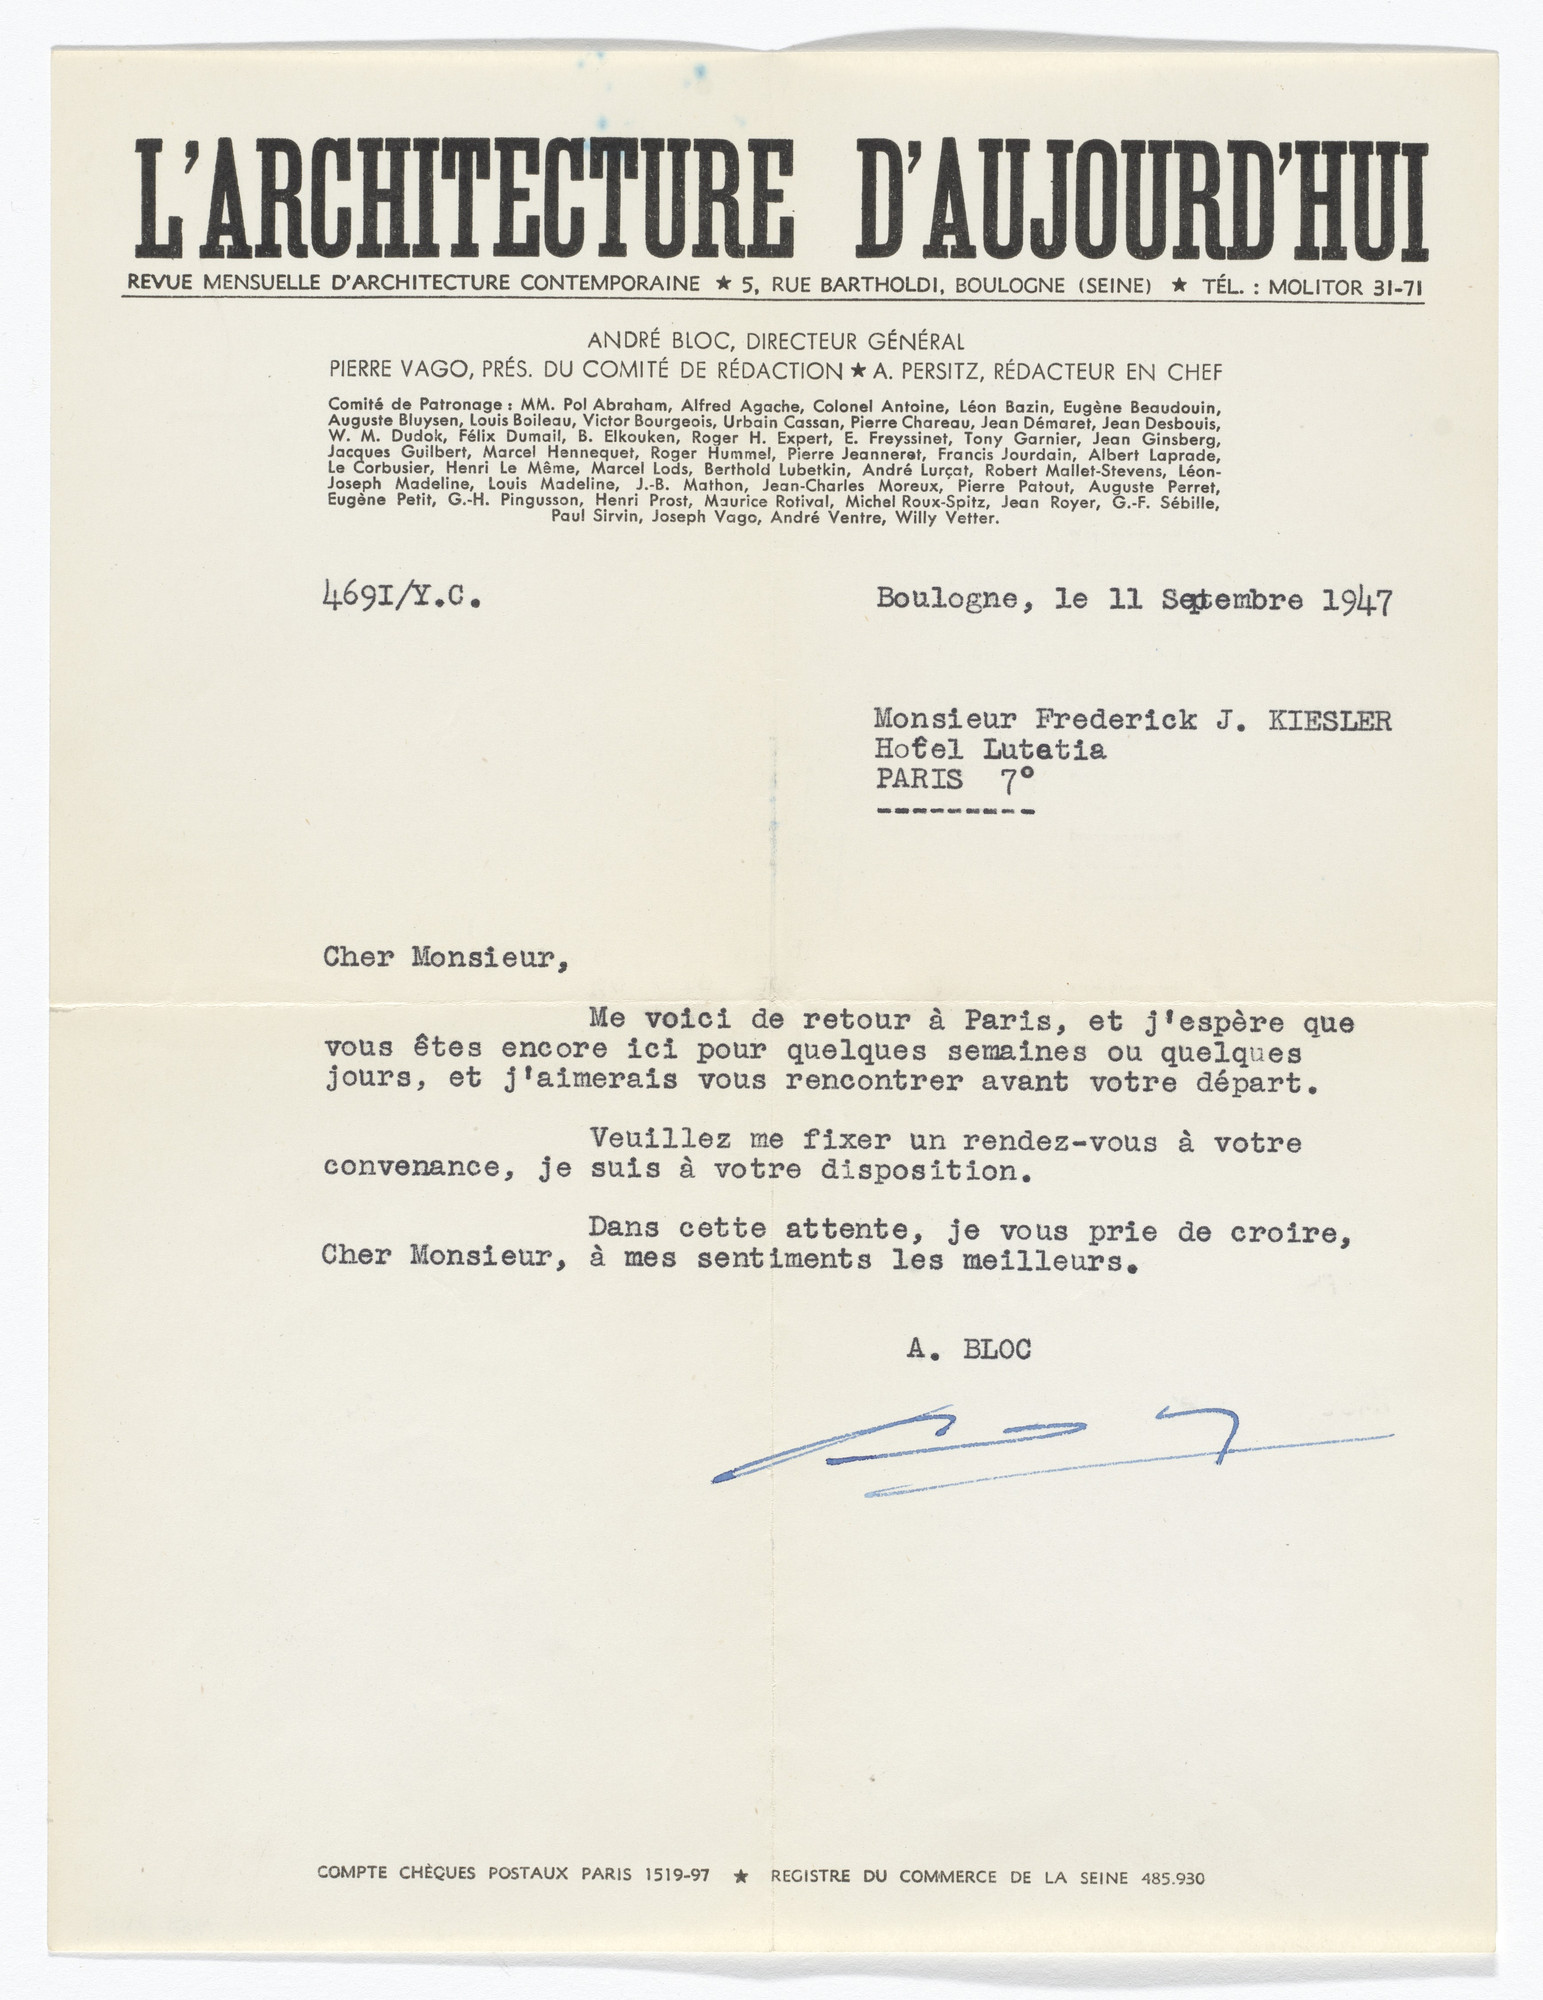 L'ARCHITECTURE D'AUJOURD'HUI
REVUE MENSUELLE D'ARCHITECTURE CONTEMPORAINE ★ 5, RUE BARTHOLDI, BOULOGNE (SEINE) ★ TÉL. : MOLITOR 31-71
ANDRÉ BLOC, DIRECTEUR GÉNÉRAL
PIERRE VAGO, PRÉS. DU COMITÉ DE RÉDACTION ★ A. PERSITZ, RÉDACTEUR EN CHEF
Comité de Patronage : MM. Pol Abraham, Alfred Agache, Colonel Antoine, Léon Bazin, Eugène Beaudouin,
Auguste Bluysen, Louis Boileau, Victor Bourgeois, Urbain Cassan, Pierre Chareau, Jean Démaret, Jean Desbouis,
W. M. Dudok, Félix Dumail, B. Elkouken, Roger H. Expert, E. Freyssinet, Tony Garnier, Jean Ginsberg,
Jacques Guilbert, Marcel Hennequet, Roger Hummel, Pierre Jeanneret, Francis Jourdain, Albert Laprade,
Le Corbusier, Henri Le Même, Marcel Lods, Berthold Lubetkin, André Lurçat, Robert Mallet-Stevens, Léon-
Joseph Madeline, Louis Madeline, J.-B. Mathon, Jean-Charles Moreux, Pierre Patout, Auguste Perret,
Eugène Petit, G.-H. Pingusson, Henri Prost, Maurice Rotival, Michel Roux-Spitz, Jean Royer, G.-F. Sébille,
Paul Sirvin, Joseph Vago, André Ventre, Willy Vetter.
469I/Y.C.
Boulogne, le 11 Septembre 1947
Monsieur Frederick J. KIESLER
Hotel Lutetia
PARIS 7°
---------
Cher Monsieur,
Me voici de retour à Paris, et j'espère que
vous êtes encore ici pour quelques semaines ou quelques
jours, et j'aimerais vous rencontrer avant votre départ.
Veuillez me fixer un rendez-vous à votre
convenance, je suis à votre disposition.
Dans cette attente, je vous prie de croire,
Cher Monsieur, à mes sentiments les meilleurs.
A. BLOC
COMPTE CHÈQUES POSTAUX PARIS 1519-97 ★ REGISTRE DU COMMERCE DE LA SEINE 485.930